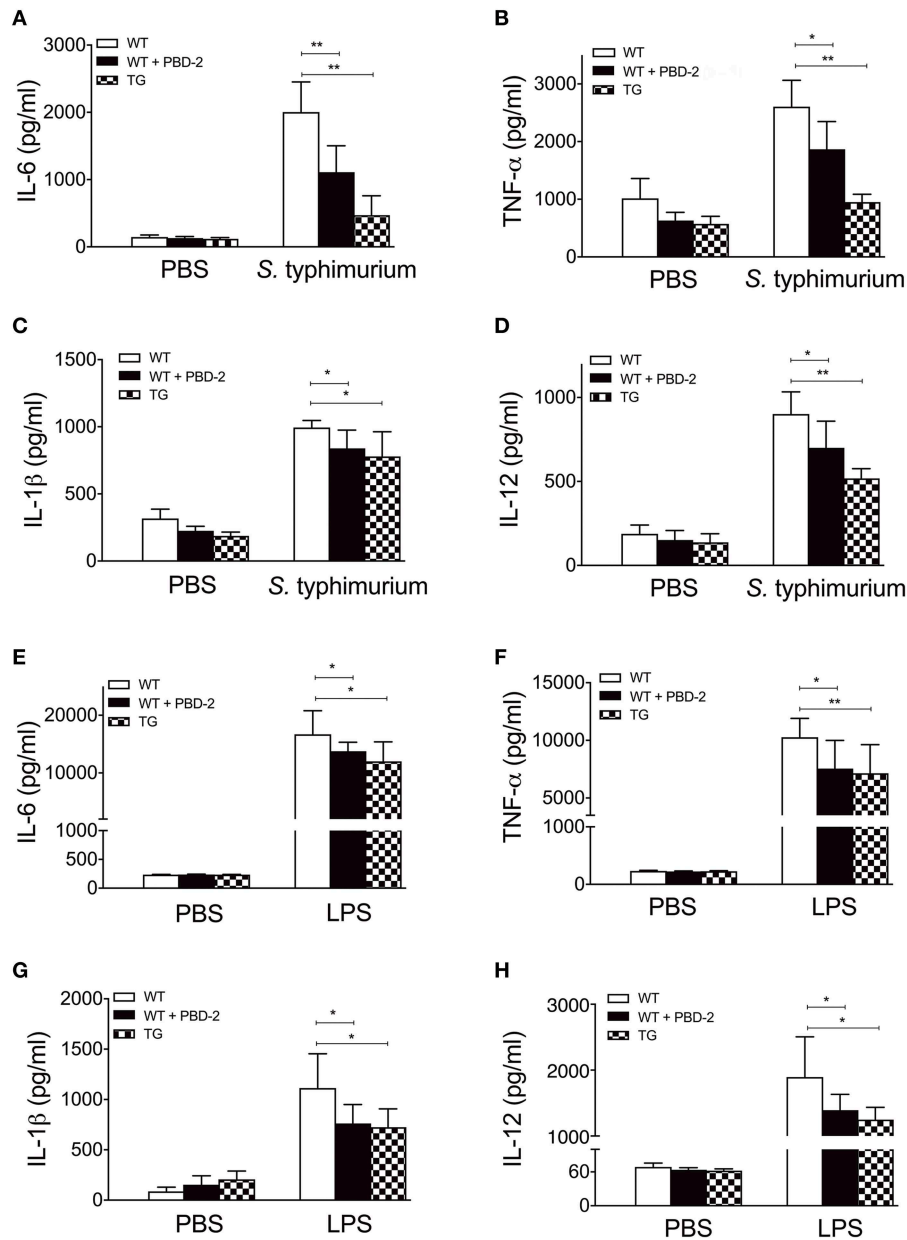 A
IL-6 (pg/ml)
3000
2000
1000
0
WT
WT + PBD-2
TG
**
**
PBS
S. typhimurium
B
TNF-α (pg/ml)
3000
2000
1000
0
WT
WT + PBD-2
TG
*
**
PBS
S. typhimurium
C
IL-1β (pg/ml)
1500
1000
500
0
WT
WT + PBD-2
TG
*
*
PBS
S. typhimurium
D
IL-12 (pg/ml)
1000
500
0
WT
WT + PBD-2
TG
*
**
PBS
S. typhimurium
E
IL-6 (pg/ml)
20000
10000
1000
500
0
WT
WT + PBD-2
TG
*
*
PBS
LPS
F
TNF-α (pg/ml)
15000
10000
5000
1000
0
WT
WT + PBD-2
TG
*
**
PBS
LPS
G
IL-1β (pg/ml)
2000
1500
1000
500
0
WT
WT + PBD-2
TG
*
*
PBS
LPS
H
IL-12 (pg/ml)
3000
2000
1000
60
0
WT
WT + PBD-2
TG
*
*
PBS
LPS